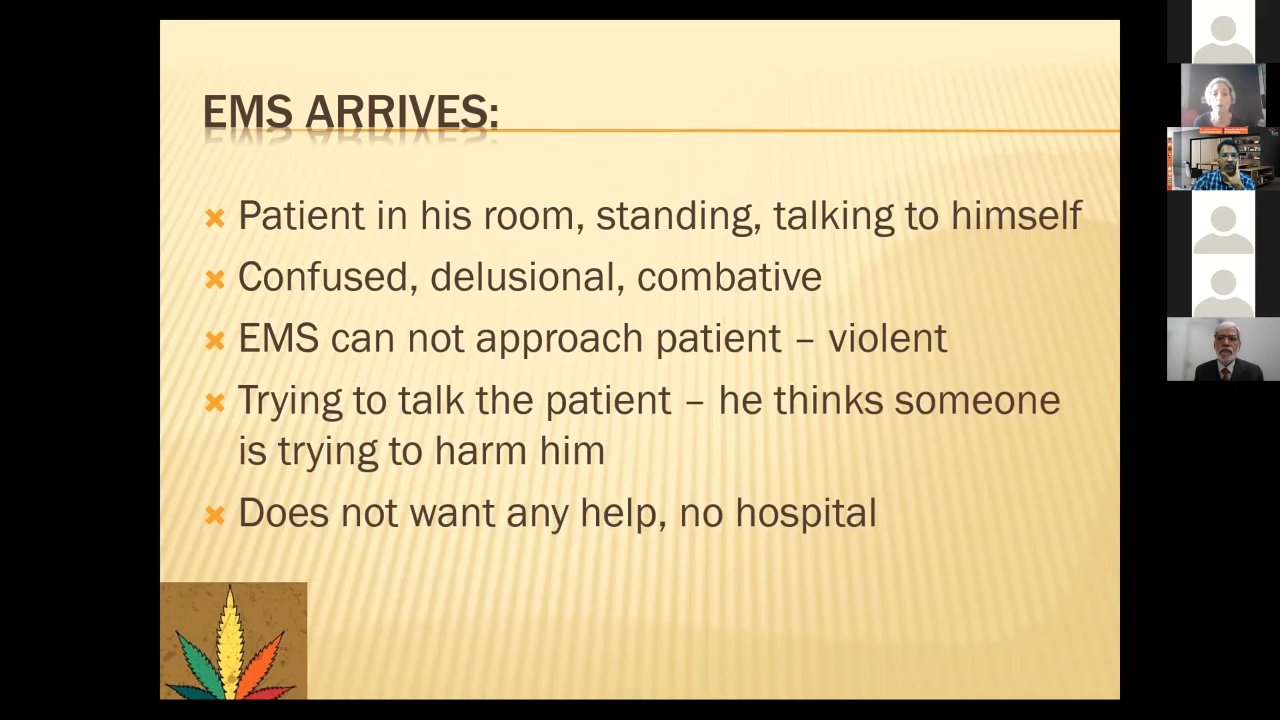 EMS ARRIVES:
Patient in his room, standing, talking to himself
Confused, delusional, combative
EMS can not approach patient – violent
Trying to talk the patient – he thinks someone
is trying to harm him
Does not want any help, no hospital